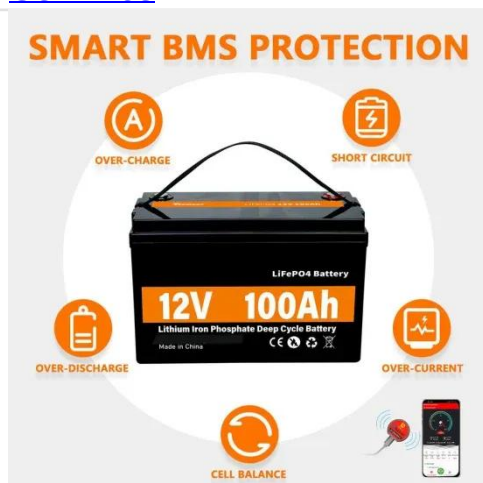 SMART BMS PROTECTION
A
OVER-CHARGE
SHORT CIRCUIT
LiFePO4 Battery
12V 100Ah
Lithium Iron Phosphate Deep Cycle Battery
Made in China
CE
OVER-DISCHARGE
OVER-CURRENT
CELL BALANCE